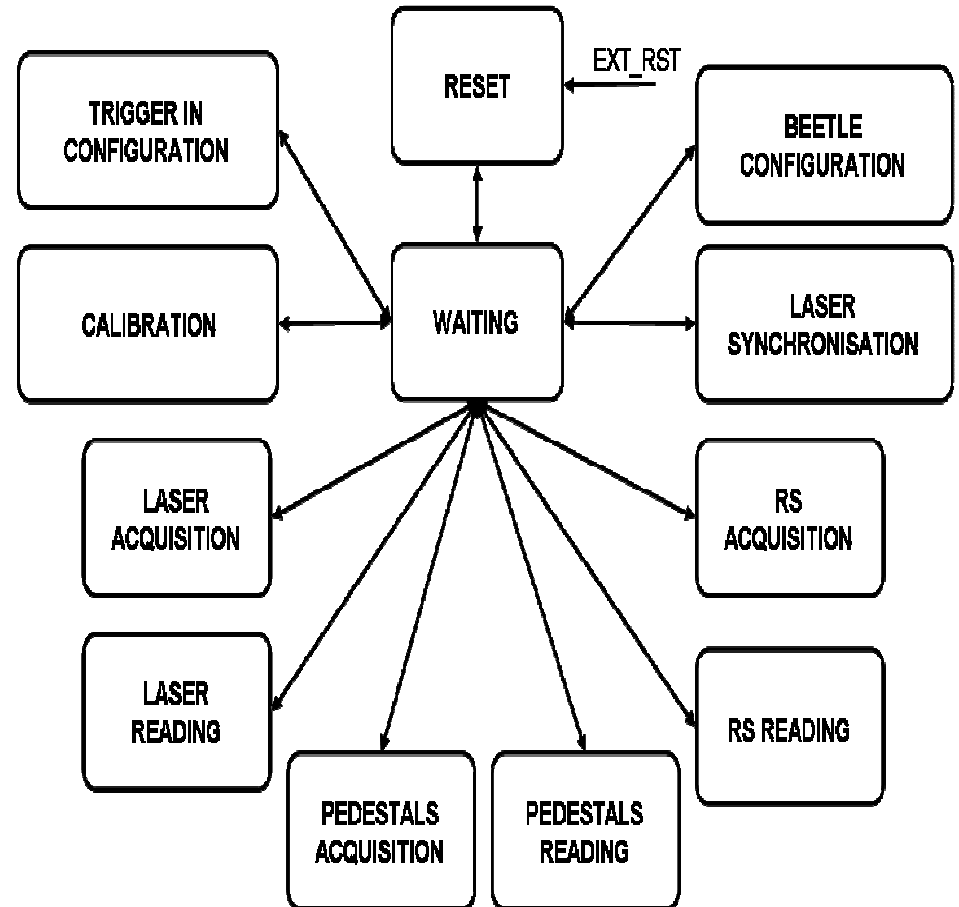 EXT_RST
RESET
TRIGGER IN
CONFIGURATION
BEETLE
CONFIGURATION
CALIBRATION
WAITING
LASER
SYNCHRONISATION
LASER
ACQUISITION
RS
ACQUISITION
LASER
READING
RS READING
PEDESTALS
ACQUISITION
PEDESTALS
READING